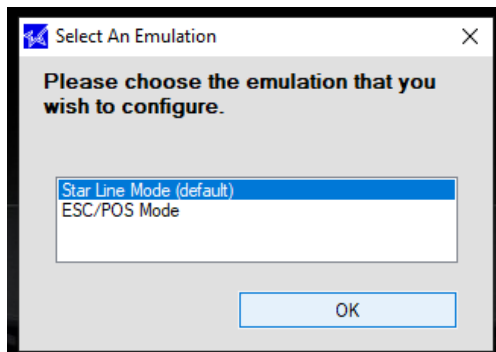 Select An Emulation
Please choose the emulation that you
wish to configure.
Star Line Mode (default)
ESC/POS Mode
OK